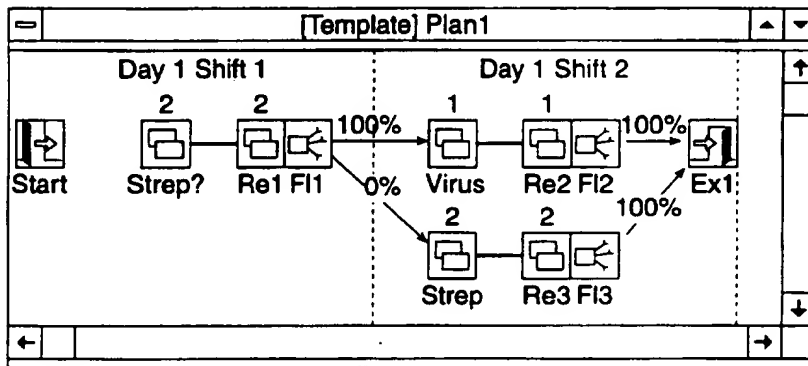 [Template] Plan1
Day 1 Shift 1
Day 1 Shift 2
2 2 1 1
100% 100%
Start Strep? Re1 Fl1 Virus Re2 Fl2 Ex1
0% 100%
2 2
Strep Re3 Fl3